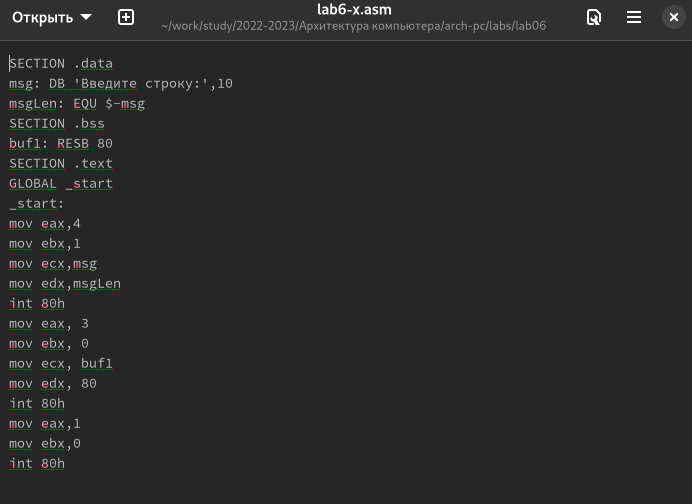 Открыть
lab6-x.asm
~/work/study/2022-2023/Архитектура компьютера/arch-pc/labs/lab06
SECTION .data
msg: DB 'Введите строку:',10
msgLen: EQU $-msg
SECTION .bss
buf1: RESB 80
SECTION .text
GLOBAL _start
_start:
mov eax,4
mov ebx,1
mov ecx,msg
mov edx,msgLen
int 80h
mov eax, 3
mov ebx, 0
mov ecx, buf1
mov edx, 80
int 80h
mov eax,1
mov ebx,0
int 80h